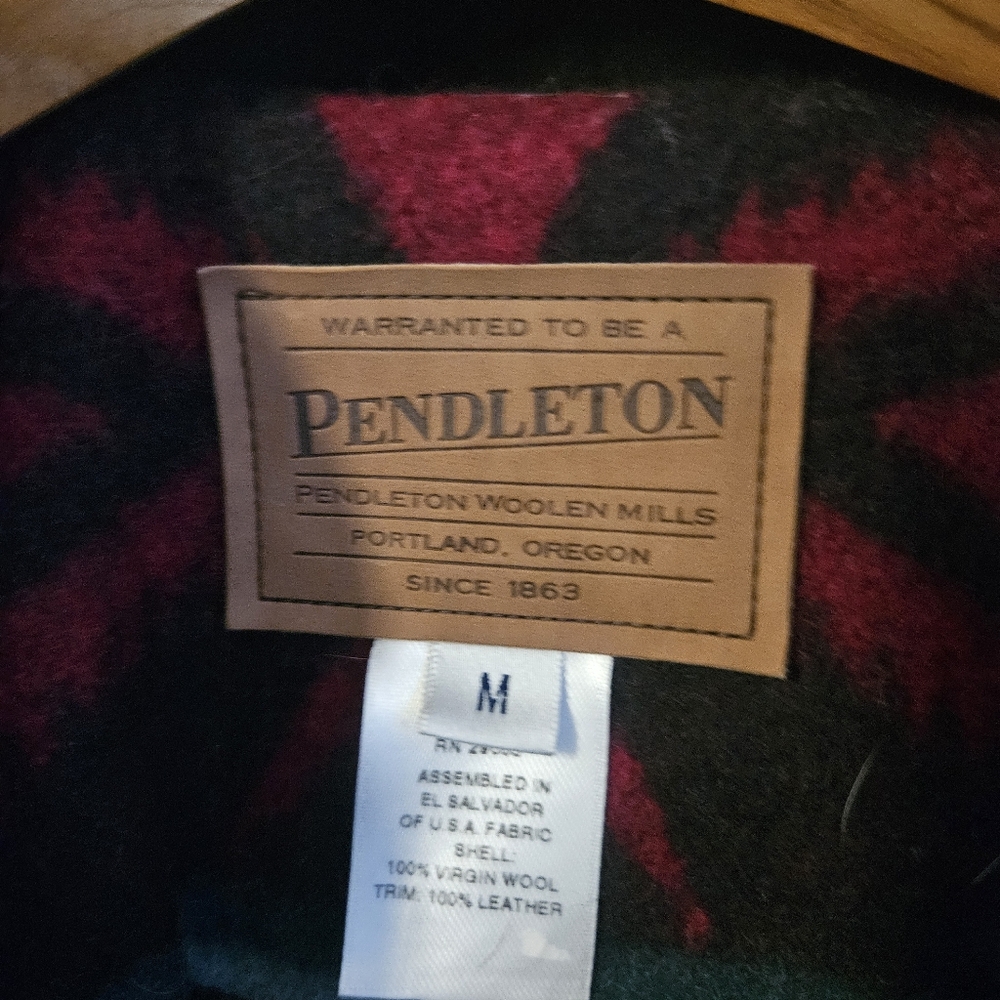 WARRANTED TO BE A
PENDLETON
PENDLETON WOOLEN MILLS
PORTLAND, OREGON
SINCE 1863
M
RN
ASSEMBLED IN
EL SALVADOR
OF U.S.A. FABRIC
SHELL:
100% VIRGIN WOOL
TRIM: 100% LEATHER